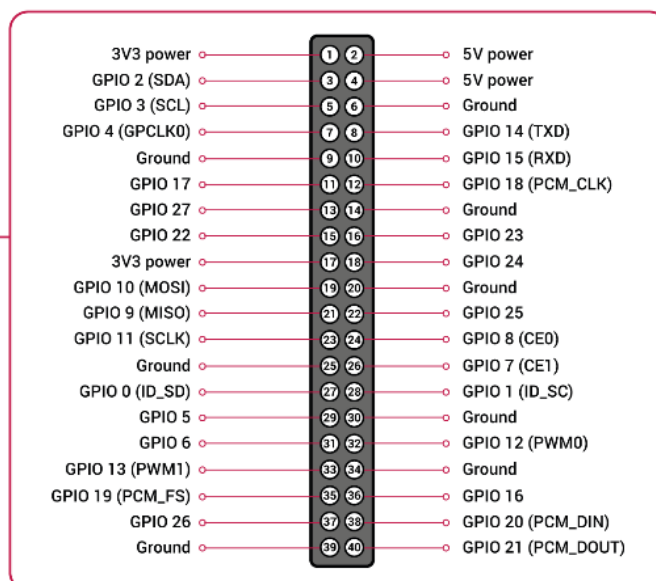 3V3 power 1 2 5V power
GPIO 2 (SDA) 3 4 5V power
GPIO 3 (SCL) 5 6 Ground
GPIO 4 (GPCLK0) 7 8 GPIO 14 (TXD)
Ground 9 10 GPIO 15 (RXD)
GPIO 17 11 12 GPIO 18 (PCM_CLK)
GPIO 27 13 14 Ground
GPIO 22 15 16 GPIO 23
3V3 power 17 18 GPIO 24
GPIO 10 (MOSI) 19 20 Ground
GPIO 9 (MISO) 21 22 GPIO 25
GPIO 11 (SCLK) 23 24 GPIO 8 (CE0)
Ground 25 26 GPIO 7 (CE1)
GPIO 0 (ID_SD) 27 28 GPIO 1 (ID_SC)
GPIO 5 29 30 Ground
GPIO 6 31 32 GPIO 12 (PWM0)
GPIO 13 (PWM1) 33 34 Ground
GPIO 19 (PCM_FS) 35 36 GPIO 16
GPIO 26 37 38 GPIO 20 (PCM_DIN)
Ground 39 40 GPIO 21 (PCM_DOUT)